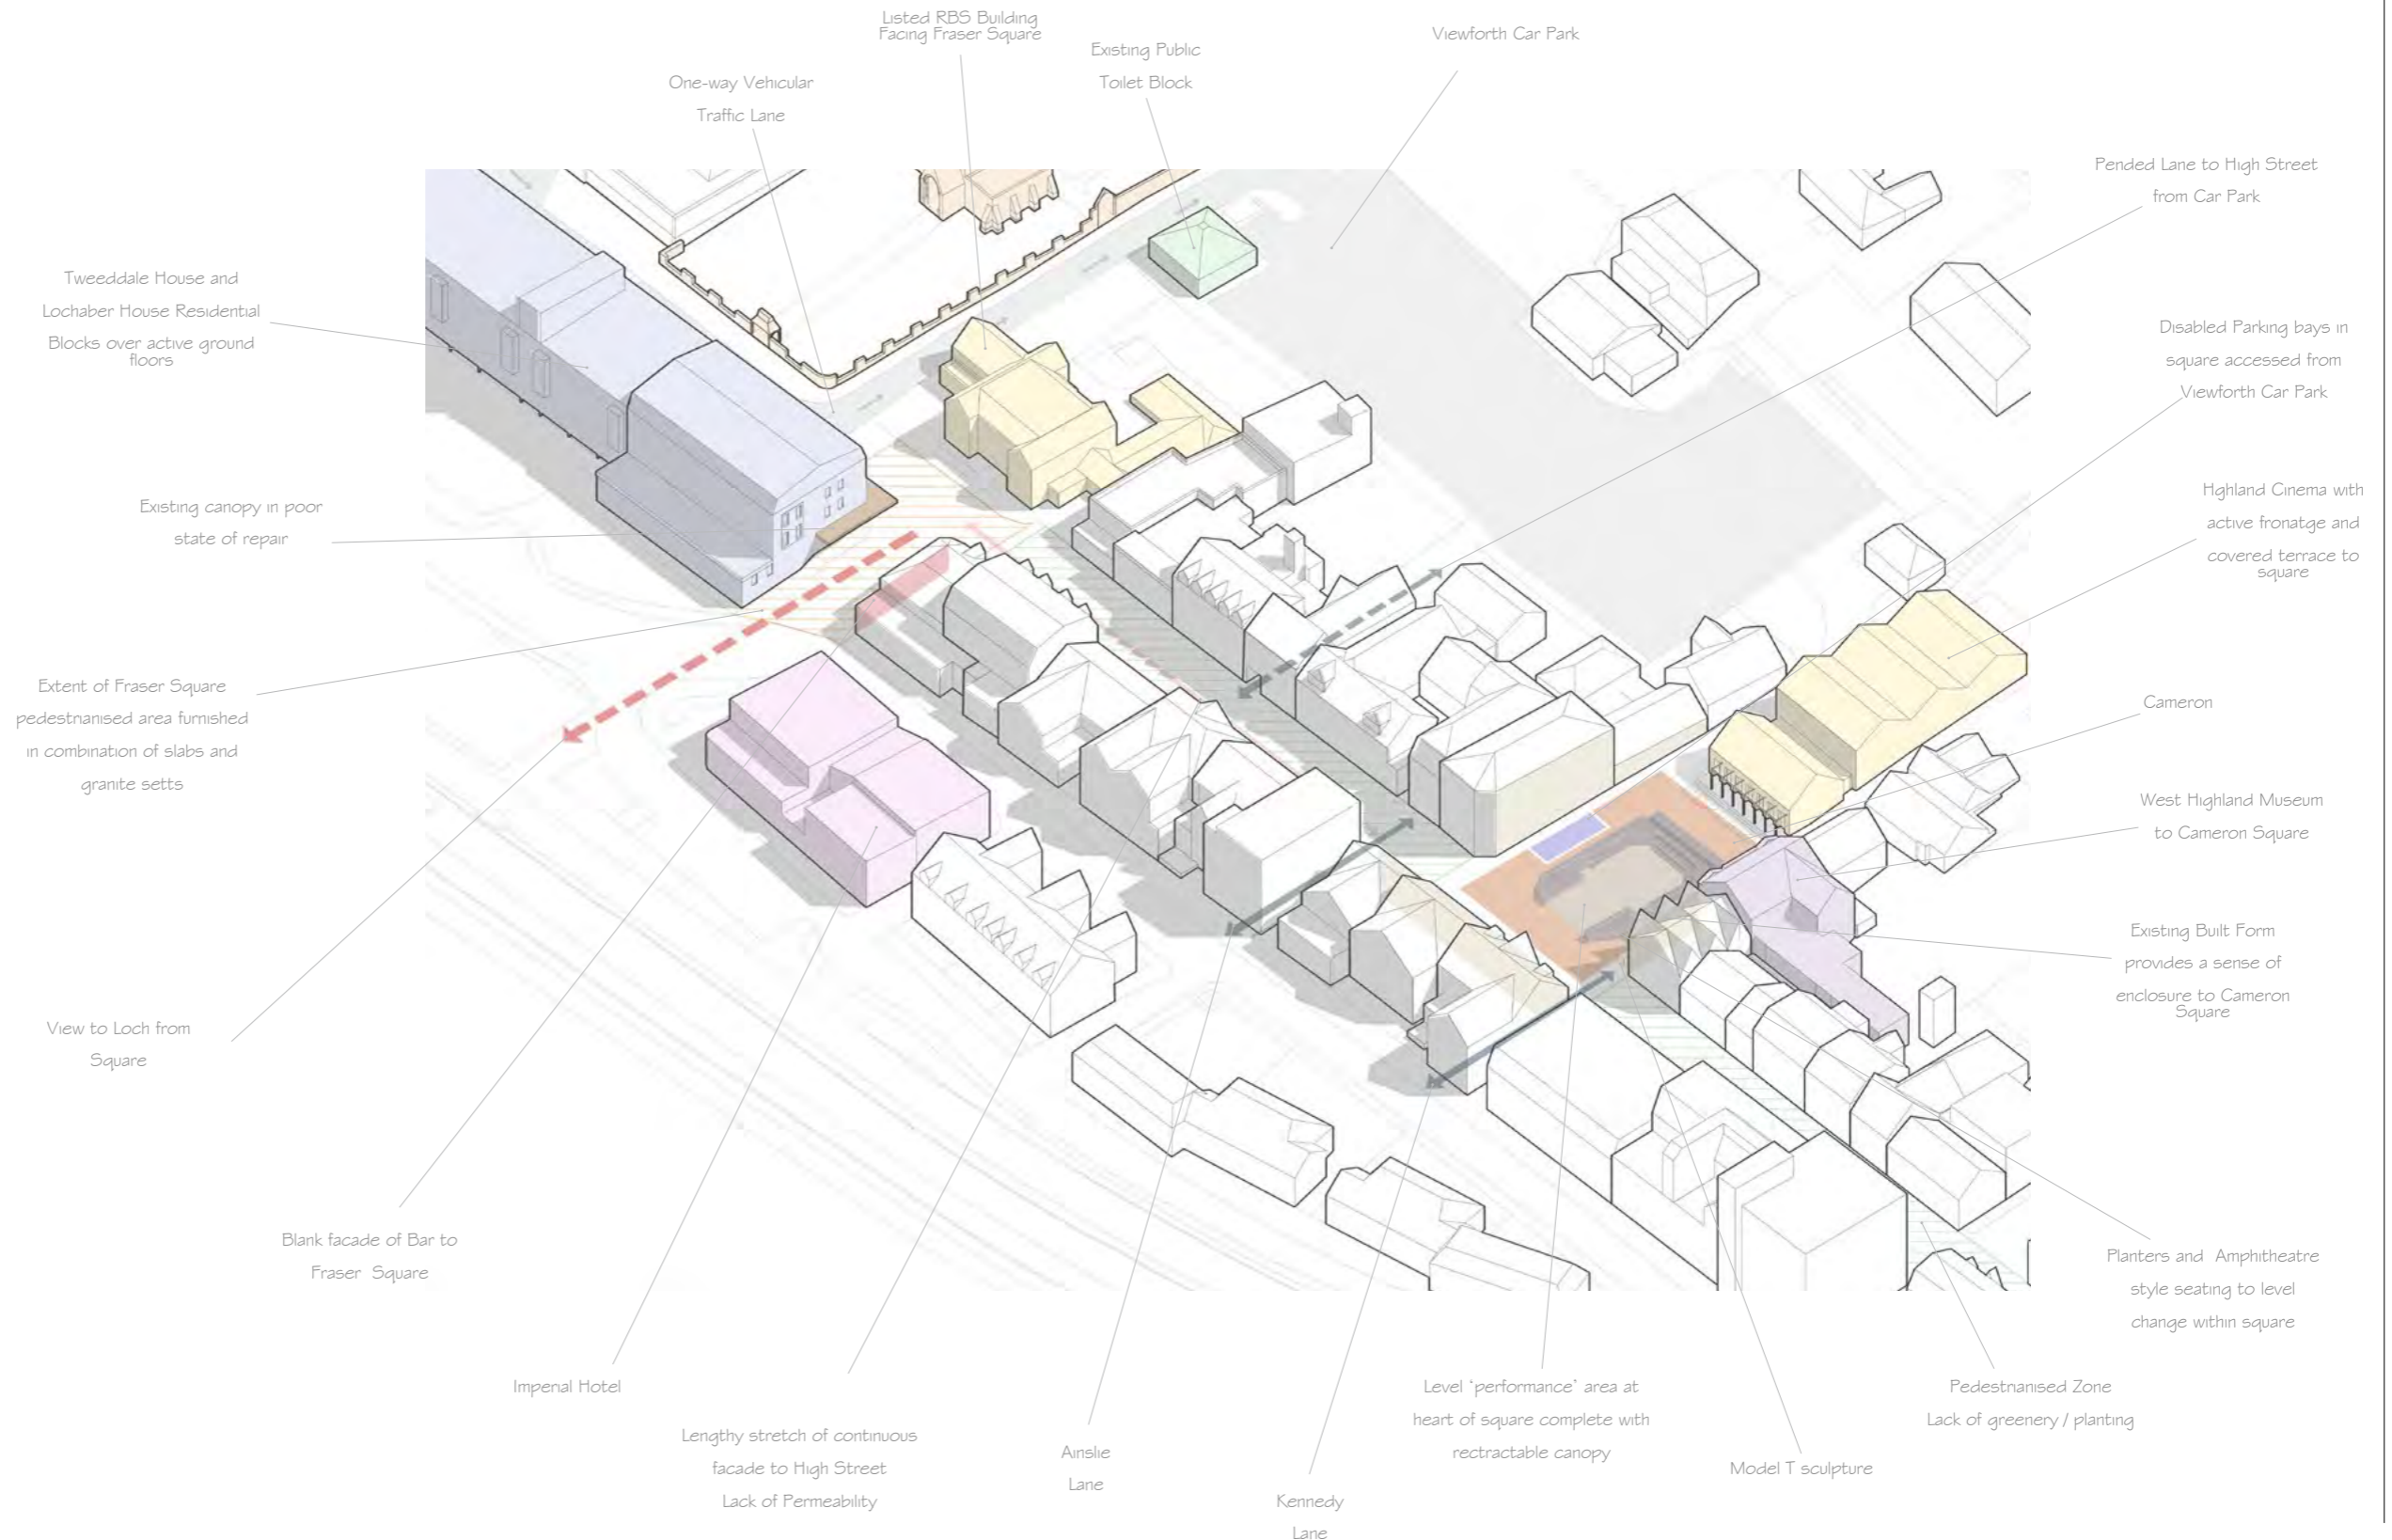 Listed RBS Building
Facing Fraser Square
Existing Public
Toilet Block
Viewforth Car Park
One-way Vehicular
Traffic Lane
Pended Lane to High Street
from Car Park
Tweeddale House and
Lochaber House Residential
Blocks over active ground
floors
Disabled Parking bays in
square accessed from
Viewforth Car Park
Existing canopy in poor
state of repair
Hghland Cinema with
active fronatge and
covered terrace to
square
Extent of Fraser Square
pedestrianised area furnished
in combination of slabs and
granite setts
Cameron
West Highland Museum
to Cameron Square
Existing Built Form
provides a sense of
enclosure to Cameron
Square
View to Loch from
Square
Blank facade of Bar to
Fraser Square
Planters and Amphitheatre
style seating to level
change within square
Imperial Hotel
Lengthy stretch of continuous
facade to High Street
Lack of Permeability
Ainslie
Lane
Kennedy
Lane
Level 'performance' area at
heart of square complete with
rectractable canopy
Model T sculpture
Pedestrianised Zone
Lack of greenery / planting